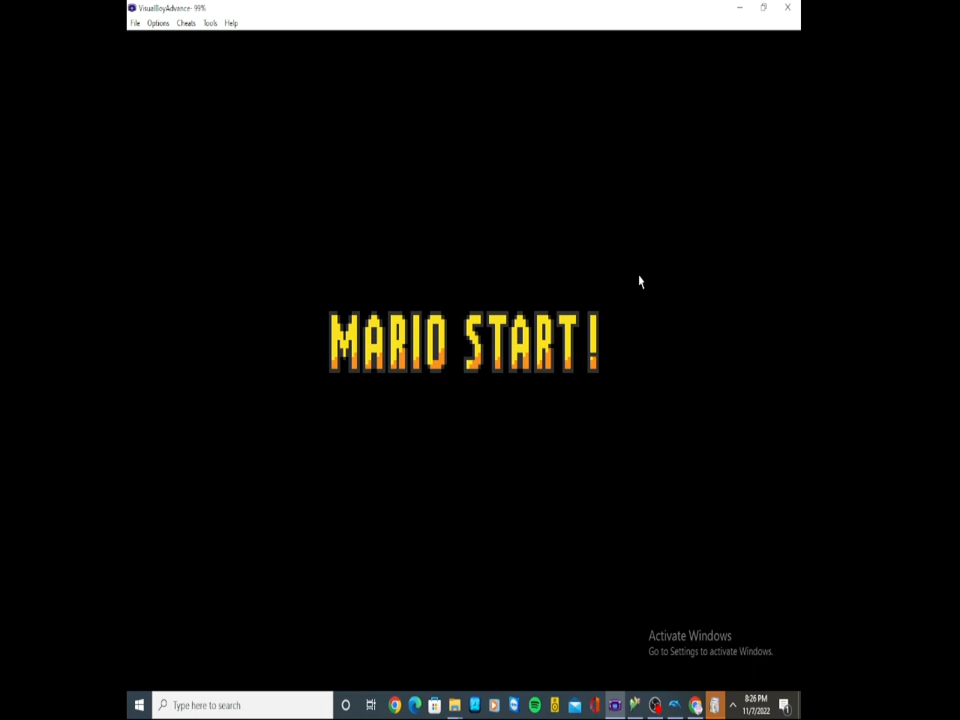 VisualBoyAdvance- 99%
File Options Cheats Tools Help
MARIO START!
Activate Windows
Go to Settings to activate Windows.
Type here to search
8:26 PM
11/7/2022